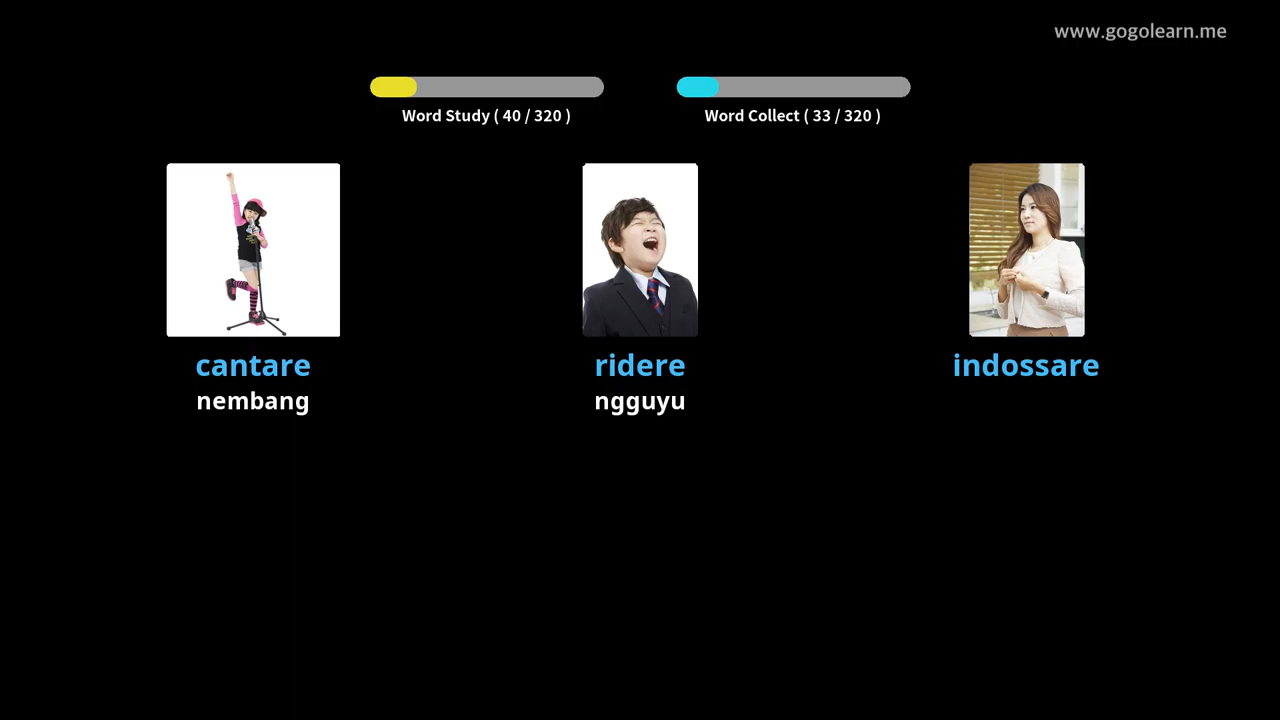 www.gogolearn.me
Word Study ( 40 / 320 )
Word Collect ( 33 / 320 )
cantare
nembang
ridere
ngguyu
indossare